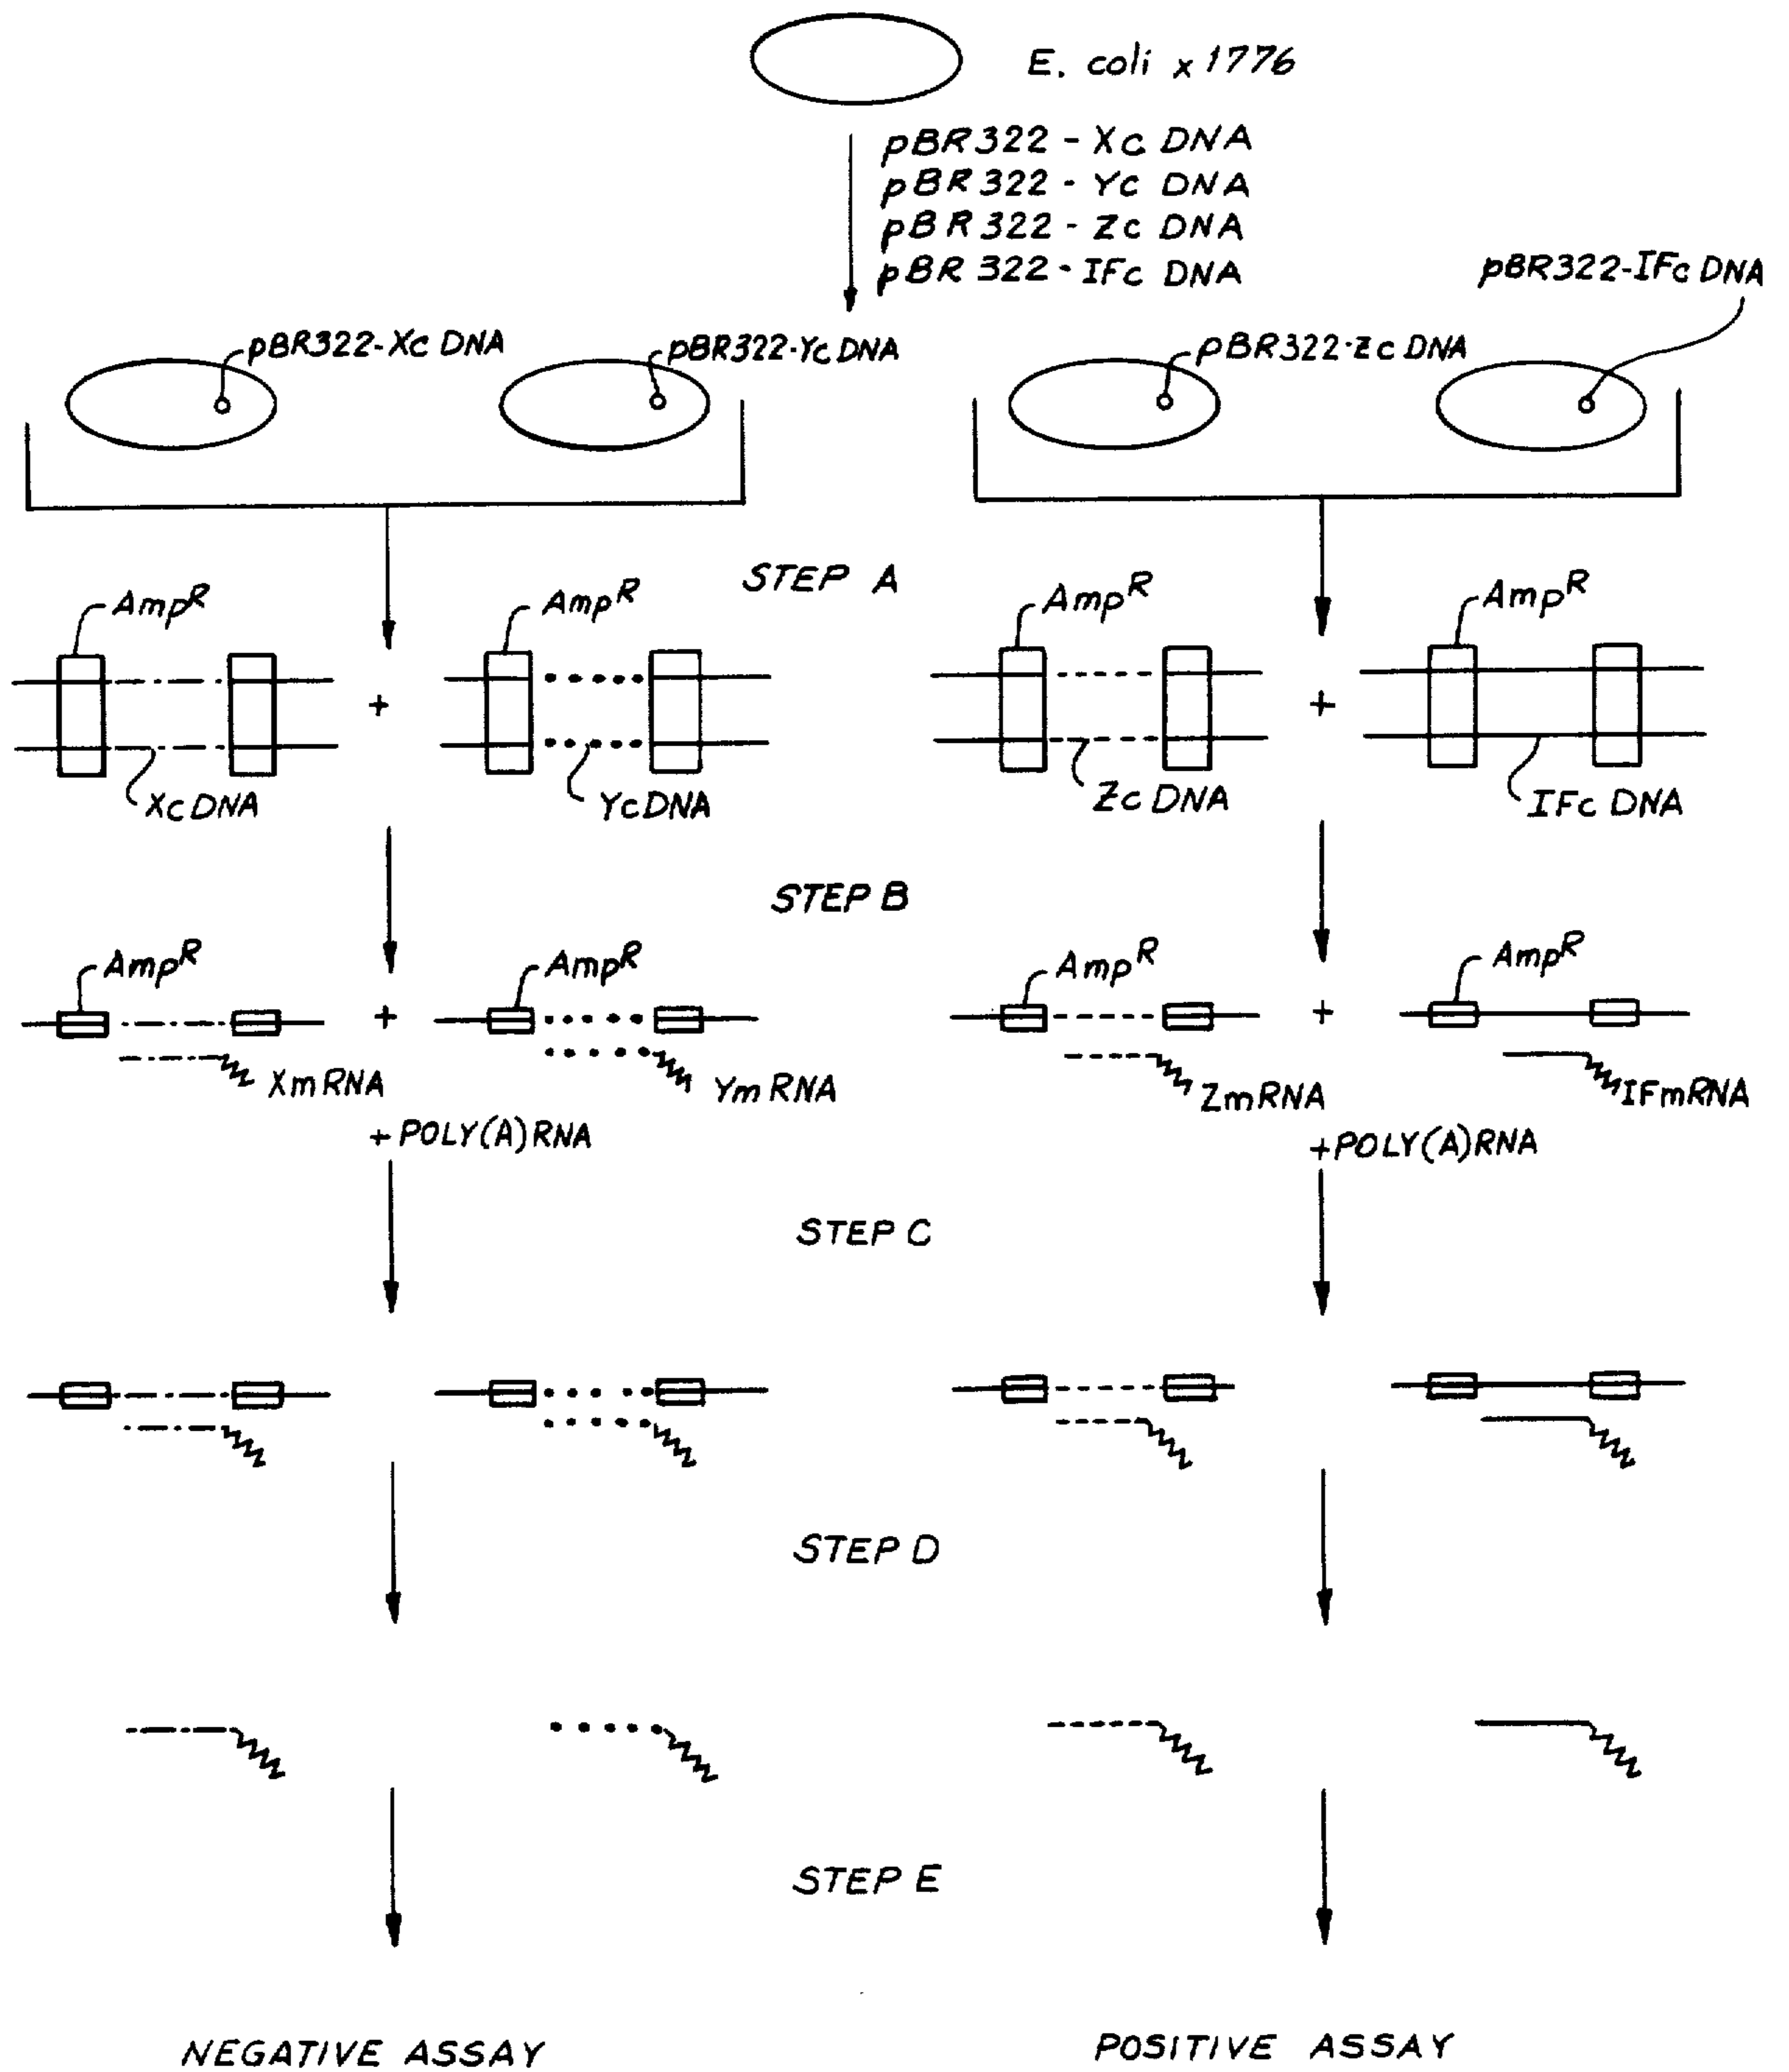 E. coli x 1776
pBR322 - Xc DNA
pBR322 - Yc DNA
pBR322 - Zc DNA
pBR322 - IFc DNA
pBR322-IFc DNA
pBR322-Xc DNA
pBR322-Yc DNA
pBR322-Zc DNA
STEP A
AmpR
AmpR
AmpR
AmpR
+
+
Xc DNA
Yc DNA
Zc DNA
IFc DNA
STEP B
AmpR
AmpR
AmpR
AmpR
+
+
XmRNA
YmRNA
ZmRNA
IFmRNA
+ POLY(A) RNA
+ POLY(A) RNA
STEP C
STEP D
STEP E
NEGATIVE ASSAY
POSITIVE ASSAY